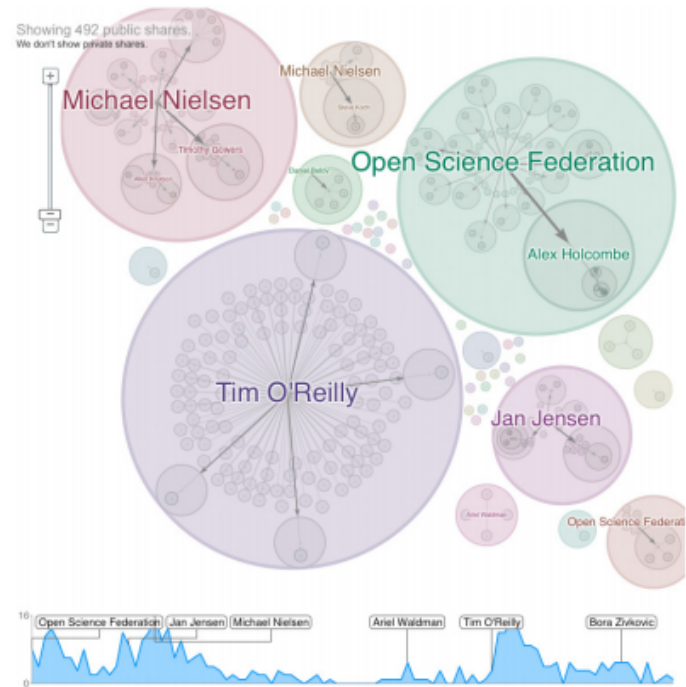 Showing 492 public shares.
We don't show private shares.
Michael Nielsen
Michael Nielsen
Timothy Gowers
Open Science Federation
Alex Holcombe
Tim O'Reilly
Jan Jensen
Ariel Waldman
Open Science Federat
16
Open Science Federation
Jan Jensen
Michael Nielsen
Ariel Waldman
Tim O'Reilly
Bora Zivkovic
0